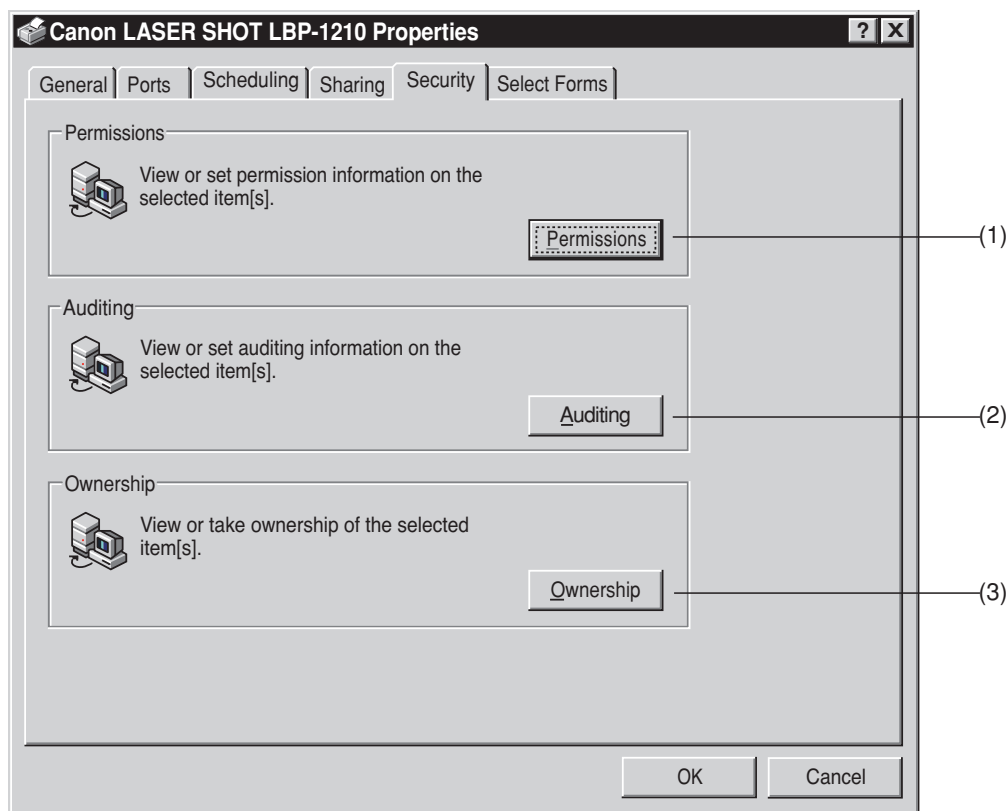 Canon LASER SHOT LBP-1210 Properties
? X
General Ports Scheduling Sharing Security Select Forms
Permissions
View or set permission information on the
selected item[s].
Permissions
(1)
Auditing
View or set auditing information on the
selected item[s].
Auditing
(2)
Ownership
View or take ownership of the selected
item[s].
Ownership
(3)
OK Cancel